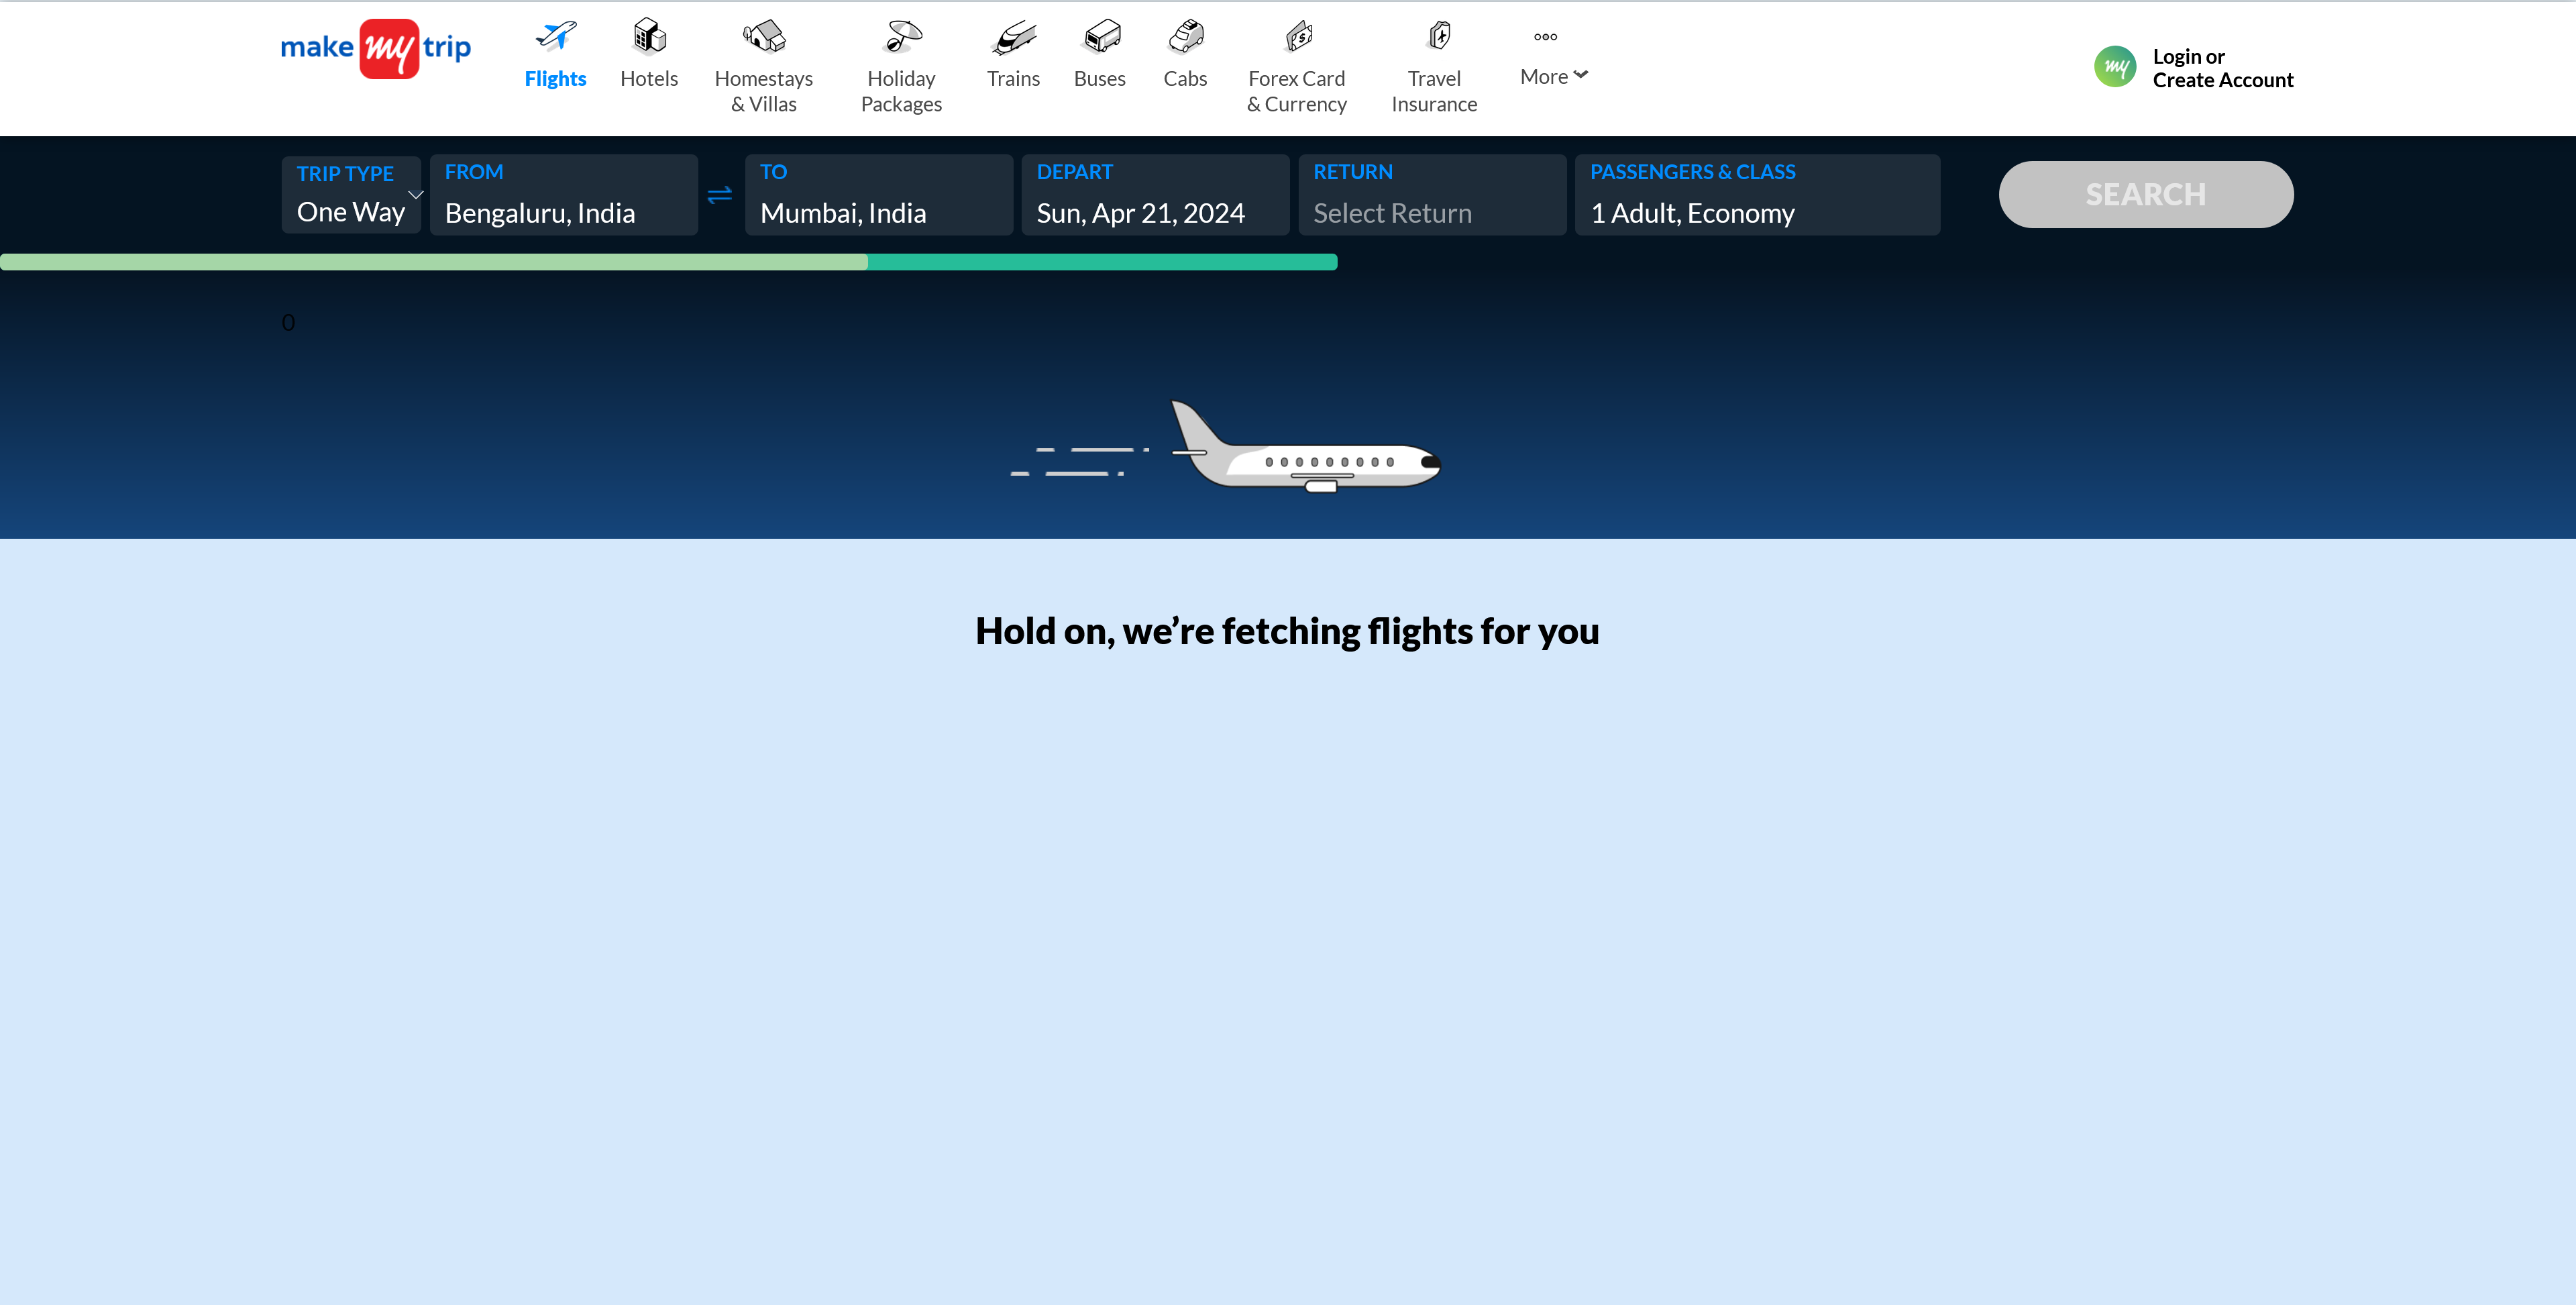 make my trip
Flights
Hotels
Homestays
& Villas
Holiday
Packages
Trains
Buses
Cabs
Forex Card
& Currency
Travel
Insurance
More
my
Login or
Create Account
TRIP TYPE
One Way
FROM
Bengaluru, India
TO
Mumbai, India
DEPART
Sun, Apr 21, 2024
RETURN
Select Return
PASSENGERS & CLASS
1 Adult, Economy
SEARCH
0
Hold on, we’re fetching flights for you